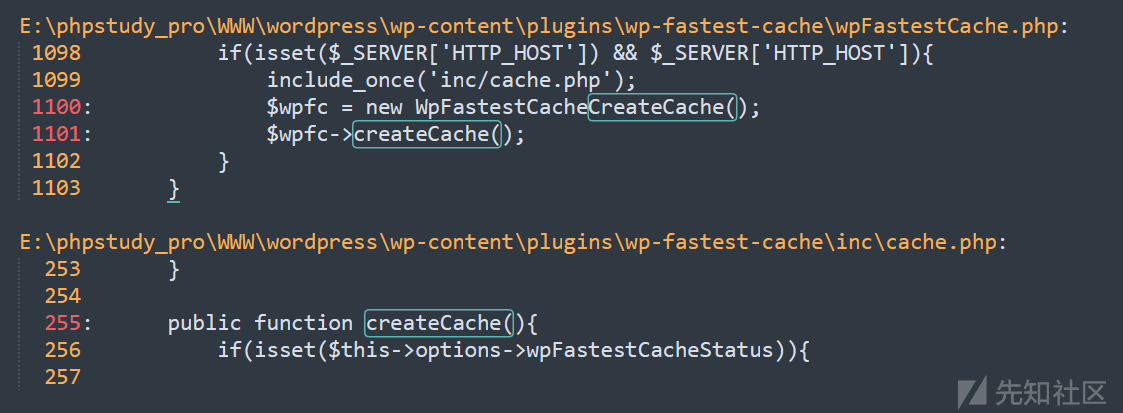 E:\phpstudy_pro\WWW\wordpress\wp-content\plugins\wp-fastest-cache\wpFastestCache.php:
1098 if(isset($_SERVER['HTTP_HOST']) && $_SERVER['HTTP_HOST']){
1099 include_once('inc/cache.php');
1100: $wpfc = new WpFastestCacheCreateCache();
1101: $wpfc->createCache();
1102 }
1103 }
E:\phpstudy_pro\WWW\wordpress\wp-content\plugins\wp-fastest-cache\inc\cache.php:
253 }
254
255: public function createCache(){
256 if(isset($this->options->wpFastestCacheStatus)){
257
先知社区